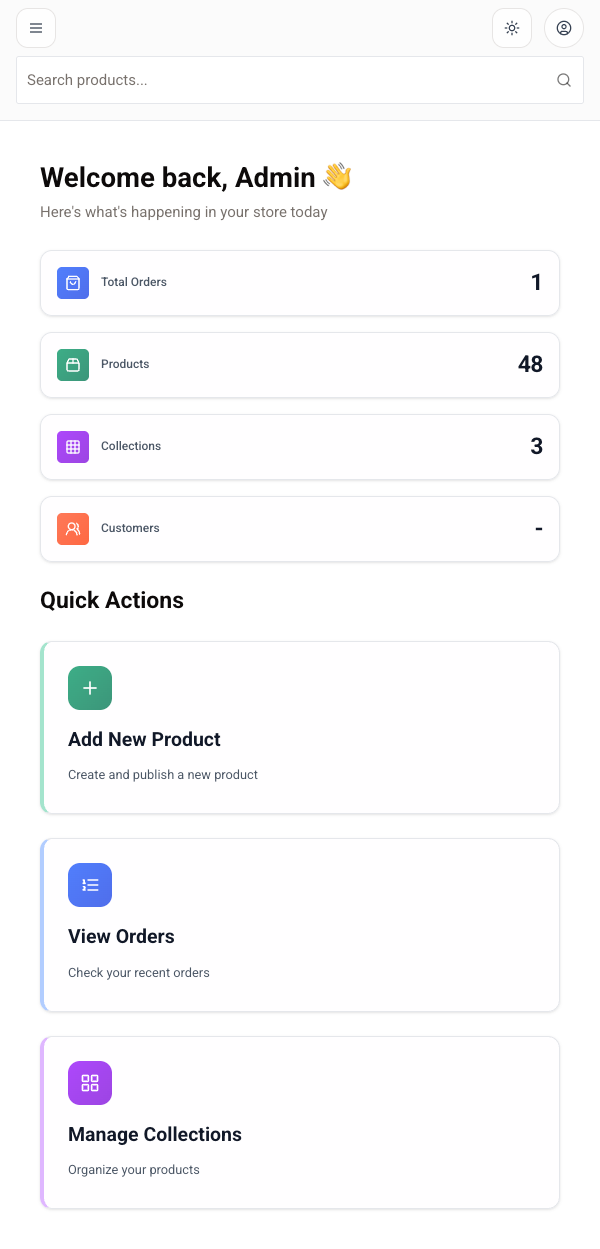 Search products...
Welcome back, Admin 👋
Here's what's happening in your store today
Total Orders
1
Products
48
Collections
3
Customers
-
Quick Actions
Add New Product
Create and publish a new product
View Orders
Check your recent orders
Manage Collections
Organize your products